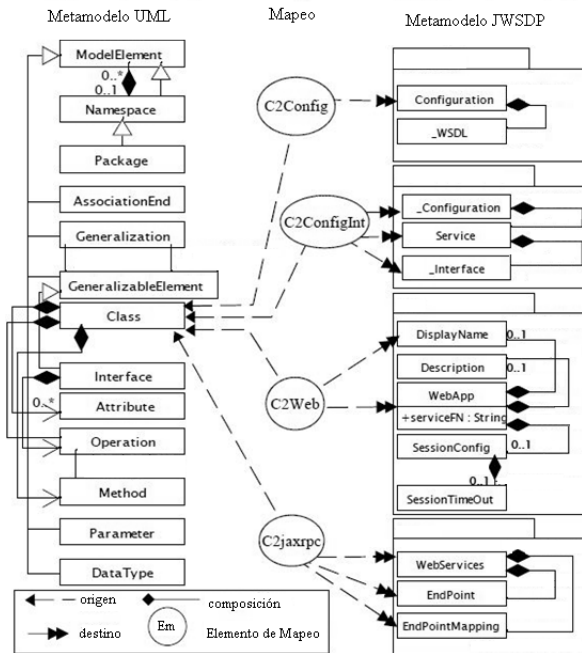 Metamodelo UML
Mapeo
Metamodelo JWSDP
ModelElement
0..*
0..1
Namespace
Package
AssociationEnd
Generalization
GeneralizableElement
Class
Interface
0..*
Attribute
Operation
Method
Parameter
DataType
C2Config
C2ConfigInt
C2Web
C2jaxrpc
Configuration
_WSDL
_Configuration
Service
_Interface
DisplayName
0..1
Description
0..1
WebApp
+serviceFN : String
SessionConfig
0..1
0..1
SessionTimeOut
WebServices
EndPoint
EndPointMapping
origen
composición
destino
Em
Elemento de Mapeo